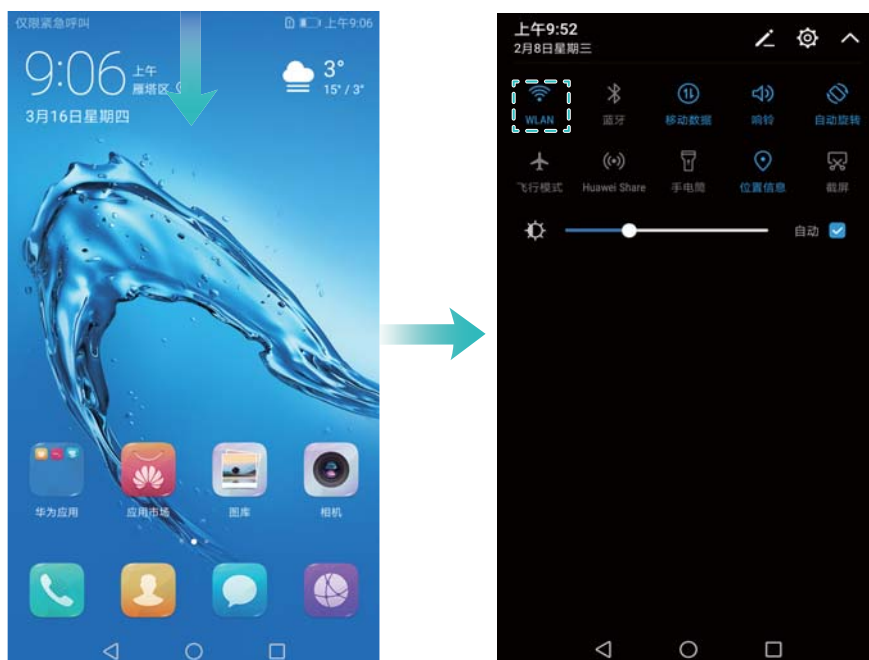 仅限紧急呼叫
上午9:06
9:06 上午
雁塔区
3°
15° / 3°
3月16日星期四
华为应用
应用市场
图库
相机
上午9:52
2月8日星期三
WLAN
蓝牙
移动数据
响铃
自动旋转
飞行模式
Huawei Share
手电筒
位置信息
截屏
自动